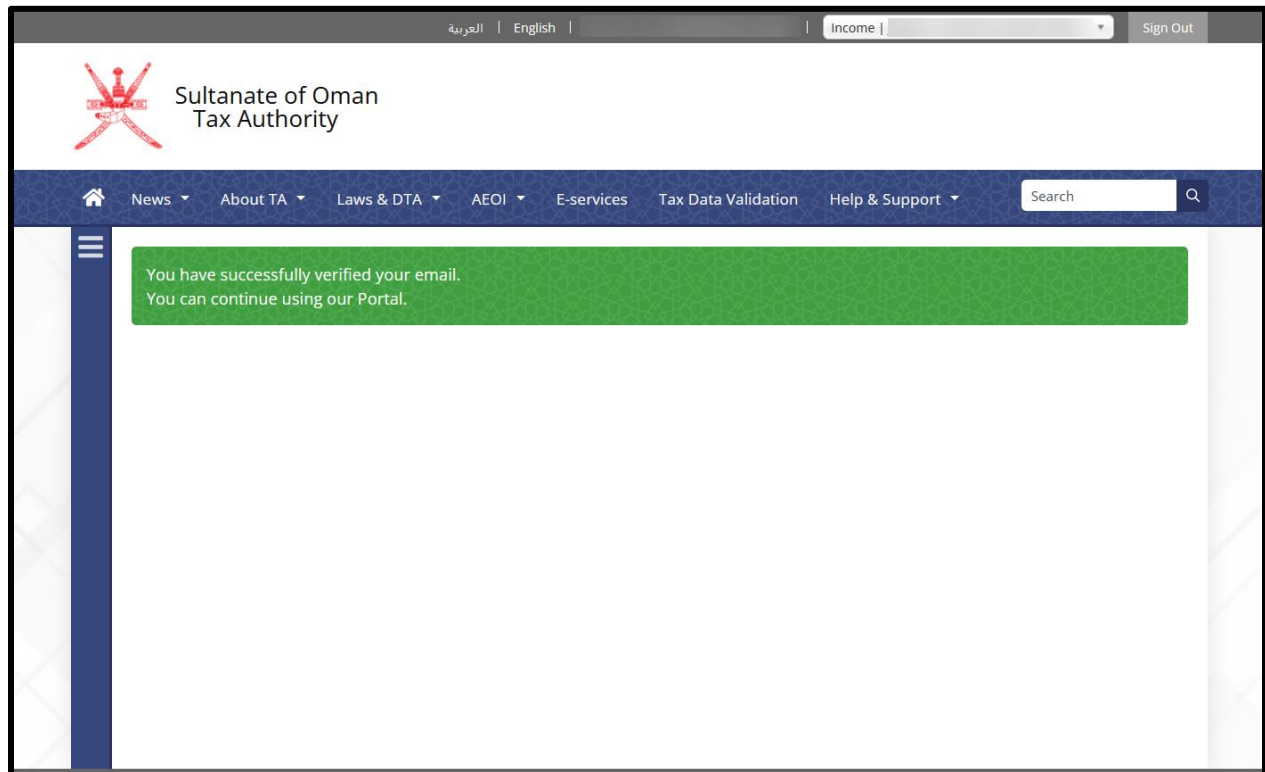 العربية | English | | Income | Sign Out
Sultanate of Oman
Tax Authority
News About TA Laws & DTA AEOI E-services Tax Data Validation Help & Support Search
You have successfully verified your email.
You can continue using our Portal.